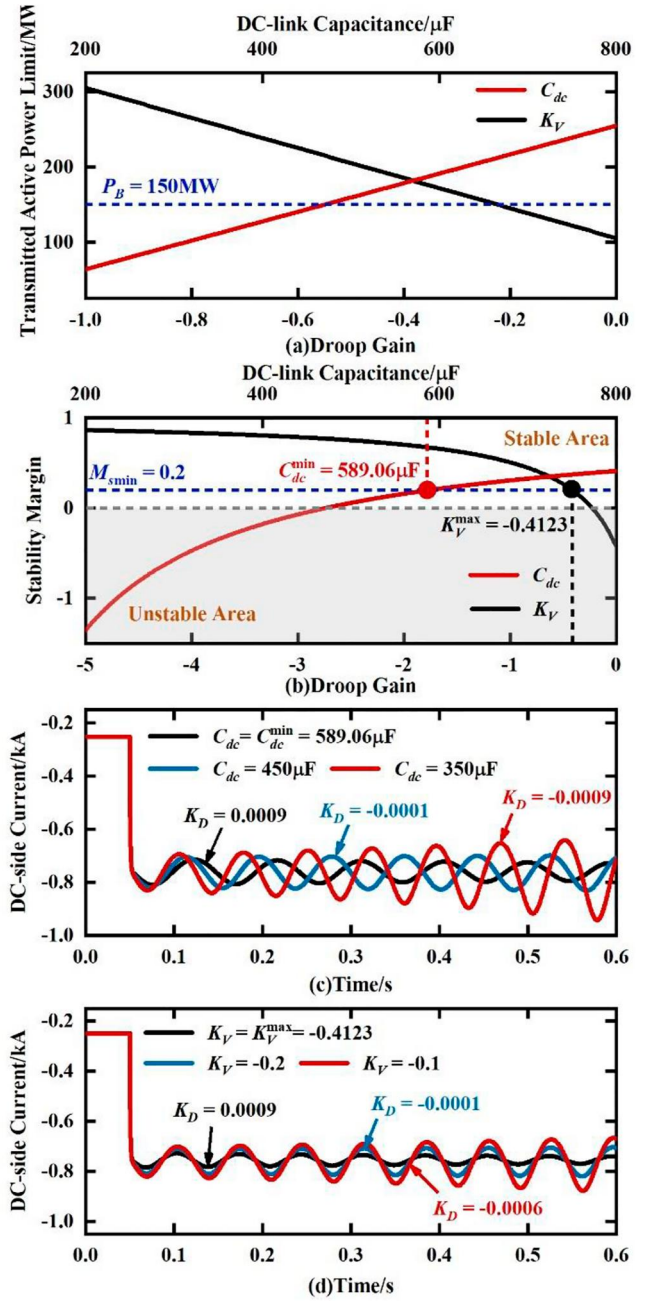 DC-link Capacitance/μF
200 400 600 800
Transmitted Active Power Limit/MW
300
200
100
C_dc
K_V
P_B = 150MW
-1.0 -0.8 -0.6 -0.4 -0.2 0.0
(a)Droop Gain
DC-link Capacitance/μF
200 400 600 800
Stability Margin
1
0
-1
Stable Area
M_smin = 0.2
C_dc^min = 589.06μF
K_V^max = -0.4123
Unstable Area
C_dc
K_V
-5 -4 -3 -2 -1 0
(b)Droop Gain
DC-side Current/kA
-0.2
-0.4
-0.6
-0.8
-1.0
C_dc = C_dc^min = 589.06μF
C_dc = 450μF C_dc = 350μF
K_D = 0.0009
K_D = -0.0001
K_D = -0.0009
0.0 0.1 0.2 0.3 0.4 0.5 0.6
(c)Time/s
DC-side Current/kA
-0.2
-0.4
-0.6
-0.8
-1.0
K_V = K_V^max = -0.4123
K_V = -0.2 K_V = -0.1
K_D = 0.0009
K_D = -0.0001
K_D = -0.0006
0.0 0.1 0.2 0.3 0.4 0.5 0.6
(d)Time/s